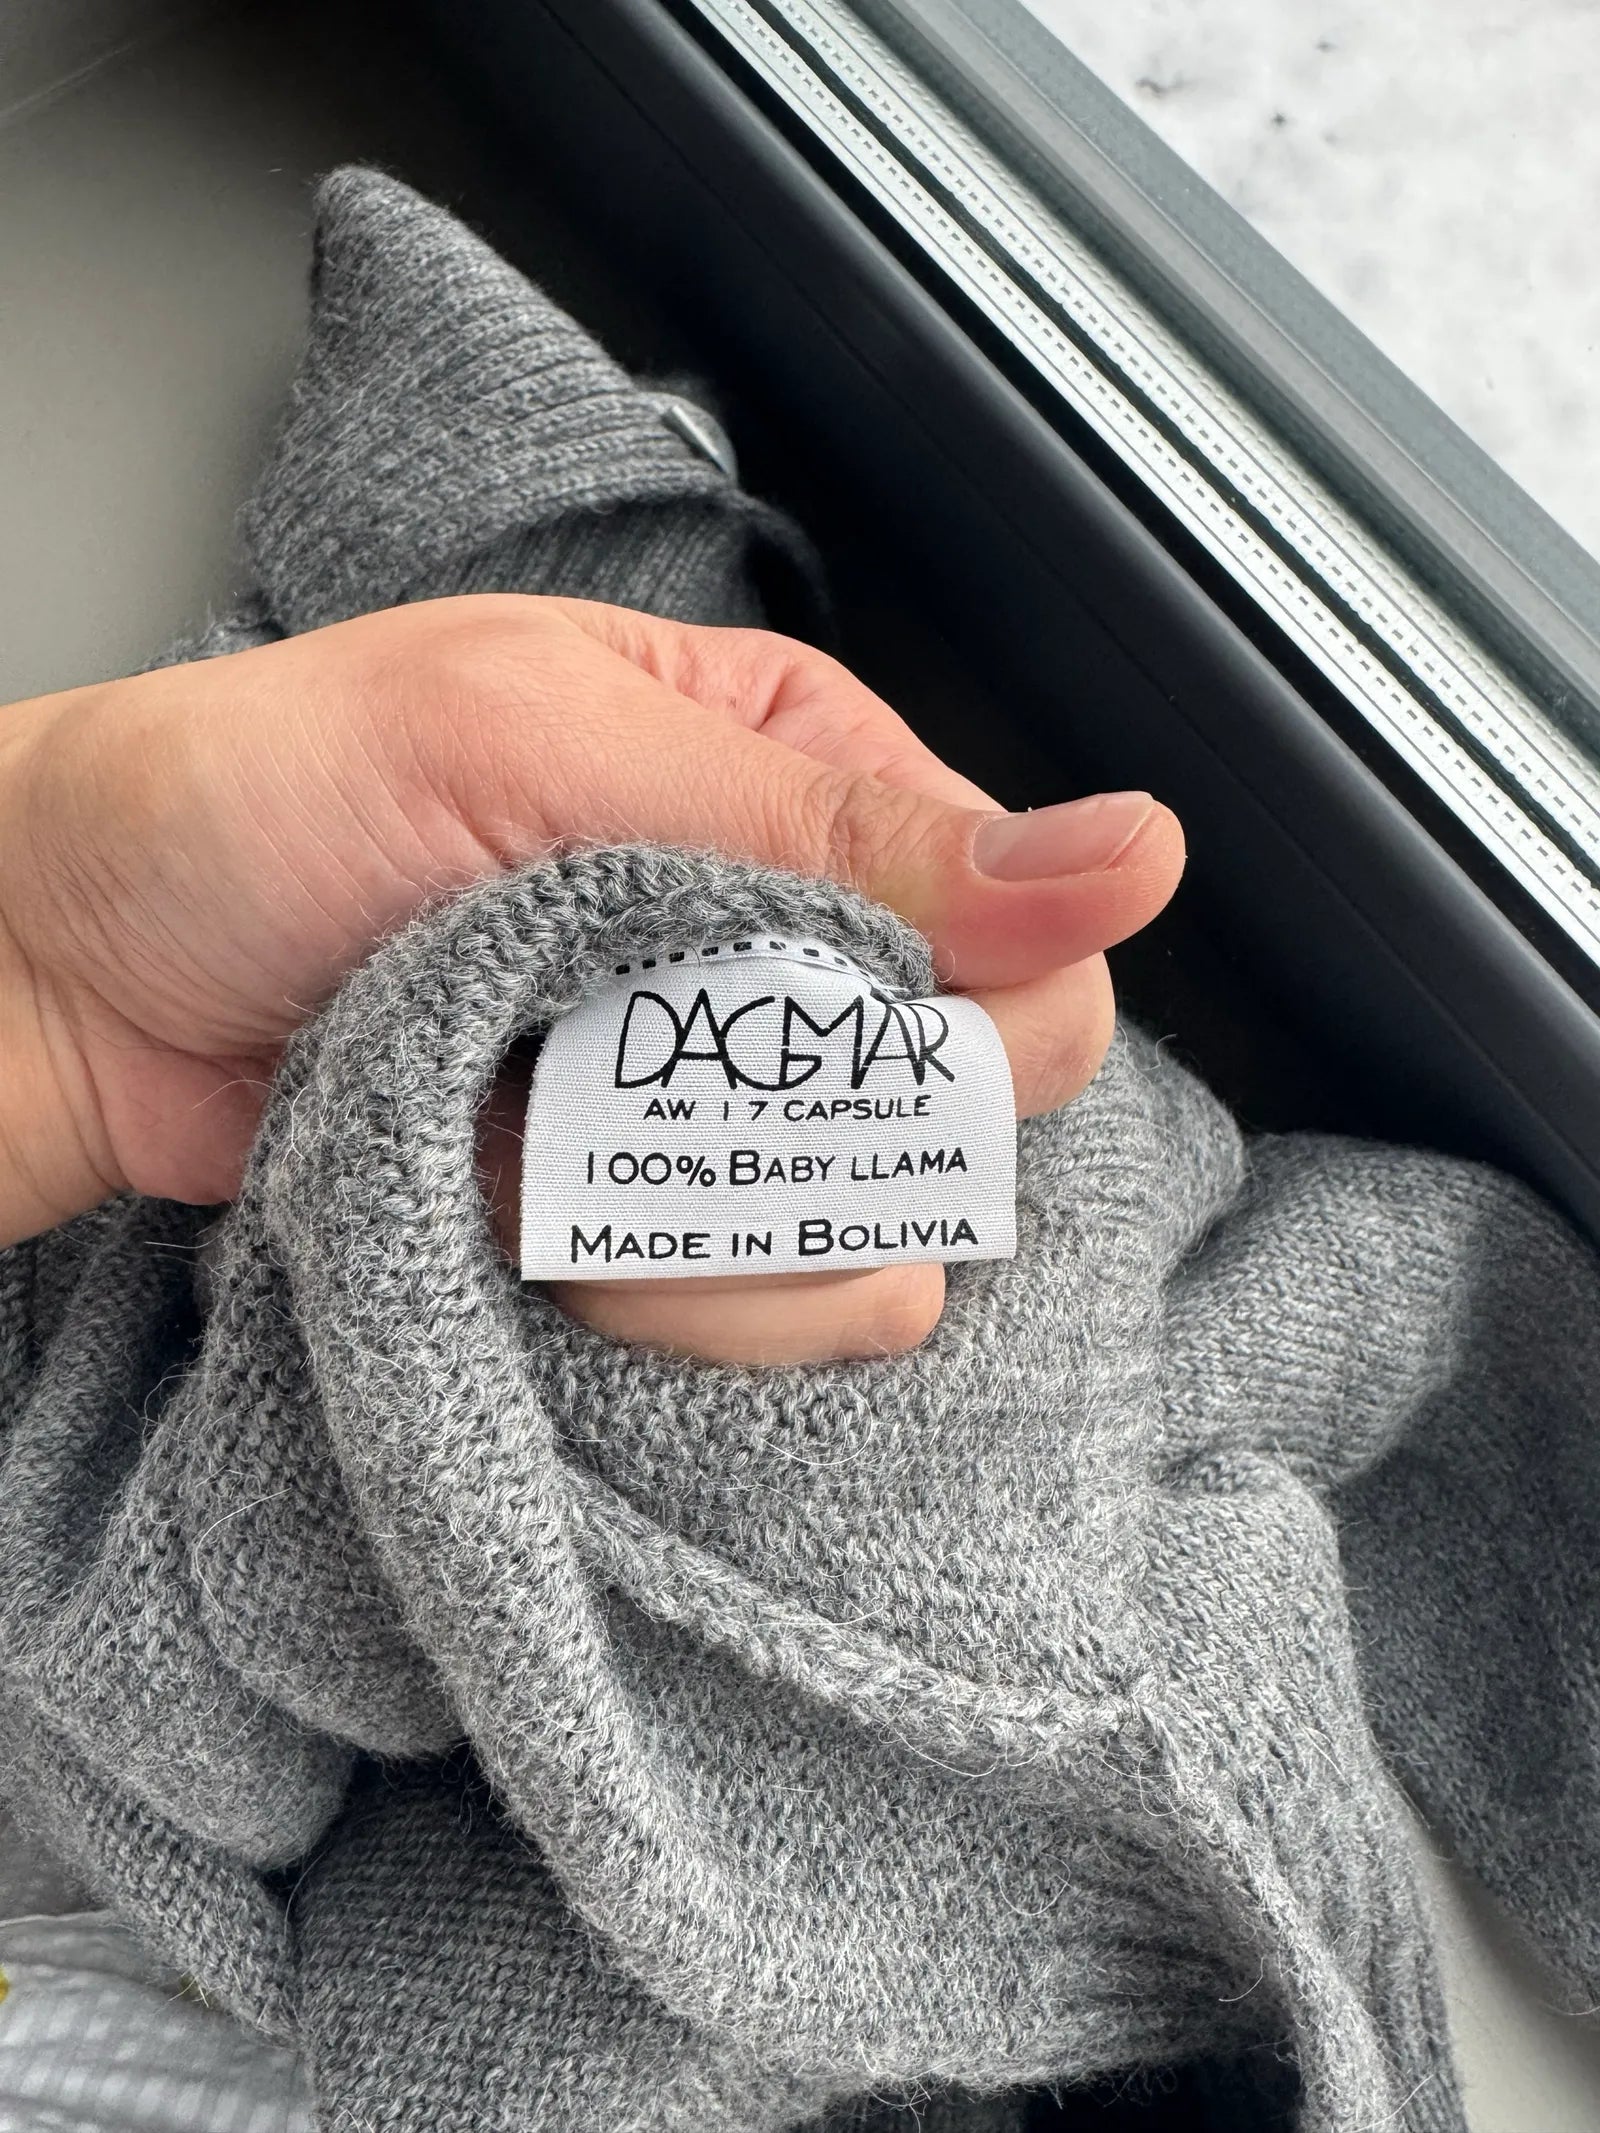 DAGMAR
AW 17 CAPSULE
100% BABY LLAMA
MADE IN BOLIVIA